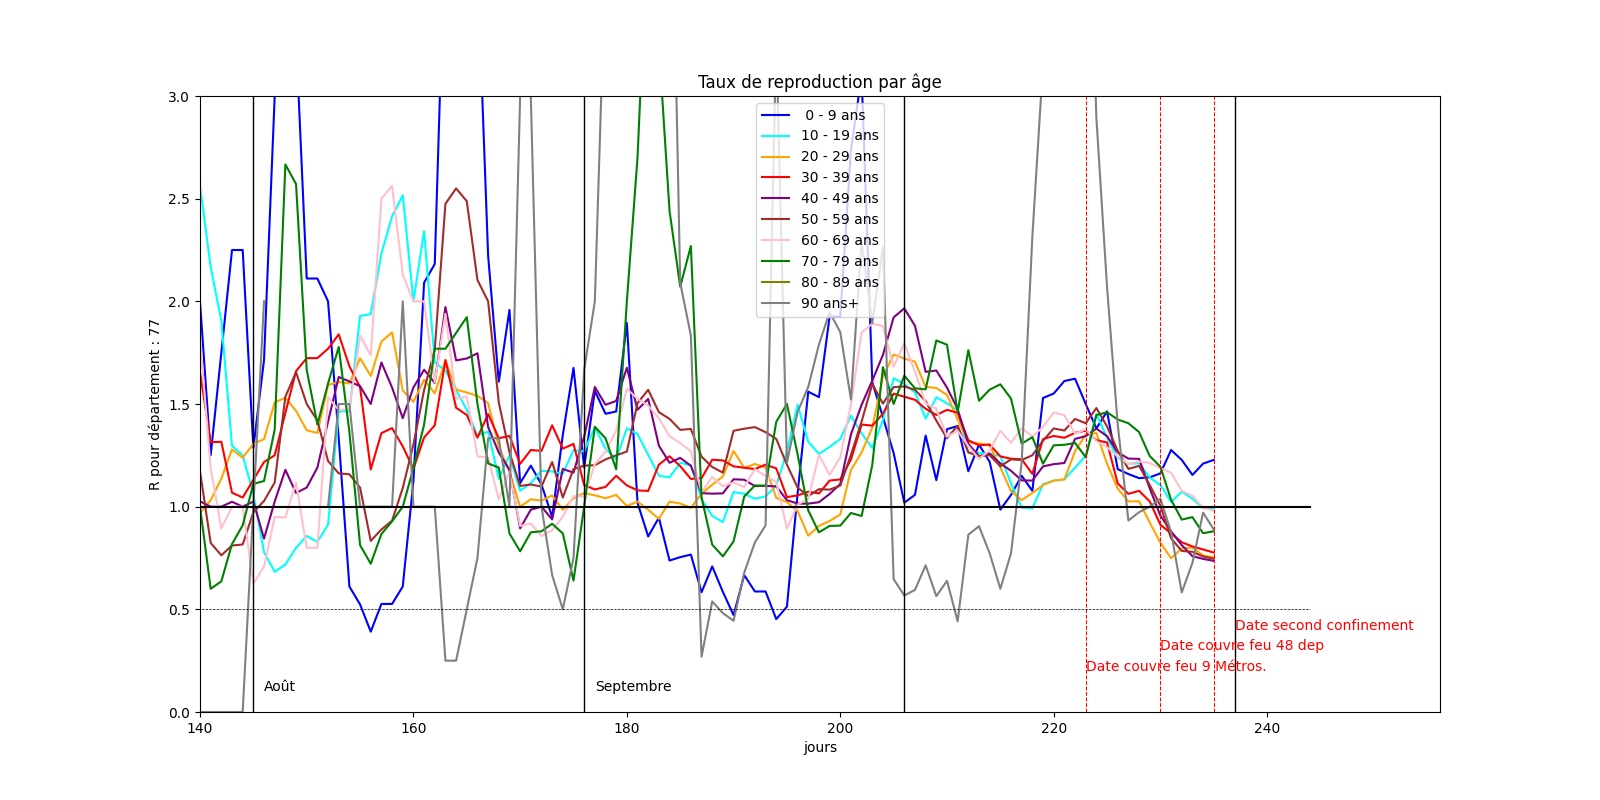 Taux de reproduction par âge
R pour département : 77
3.0
2.5
2.0
1.5
1.0
0.5
0.0
0 - 9 ans
10 - 19 ans
20 - 29 ans
30 - 39 ans
40 - 49 ans
50 - 59 ans
60 - 69 ans
70 - 79 ans
80 - 89 ans
90 ans+
Date second confinement
Date couvre feu 48 dep
Date couvre feu 9 Métros.
Août
Septembre
140 160 180 200 220 240
jours